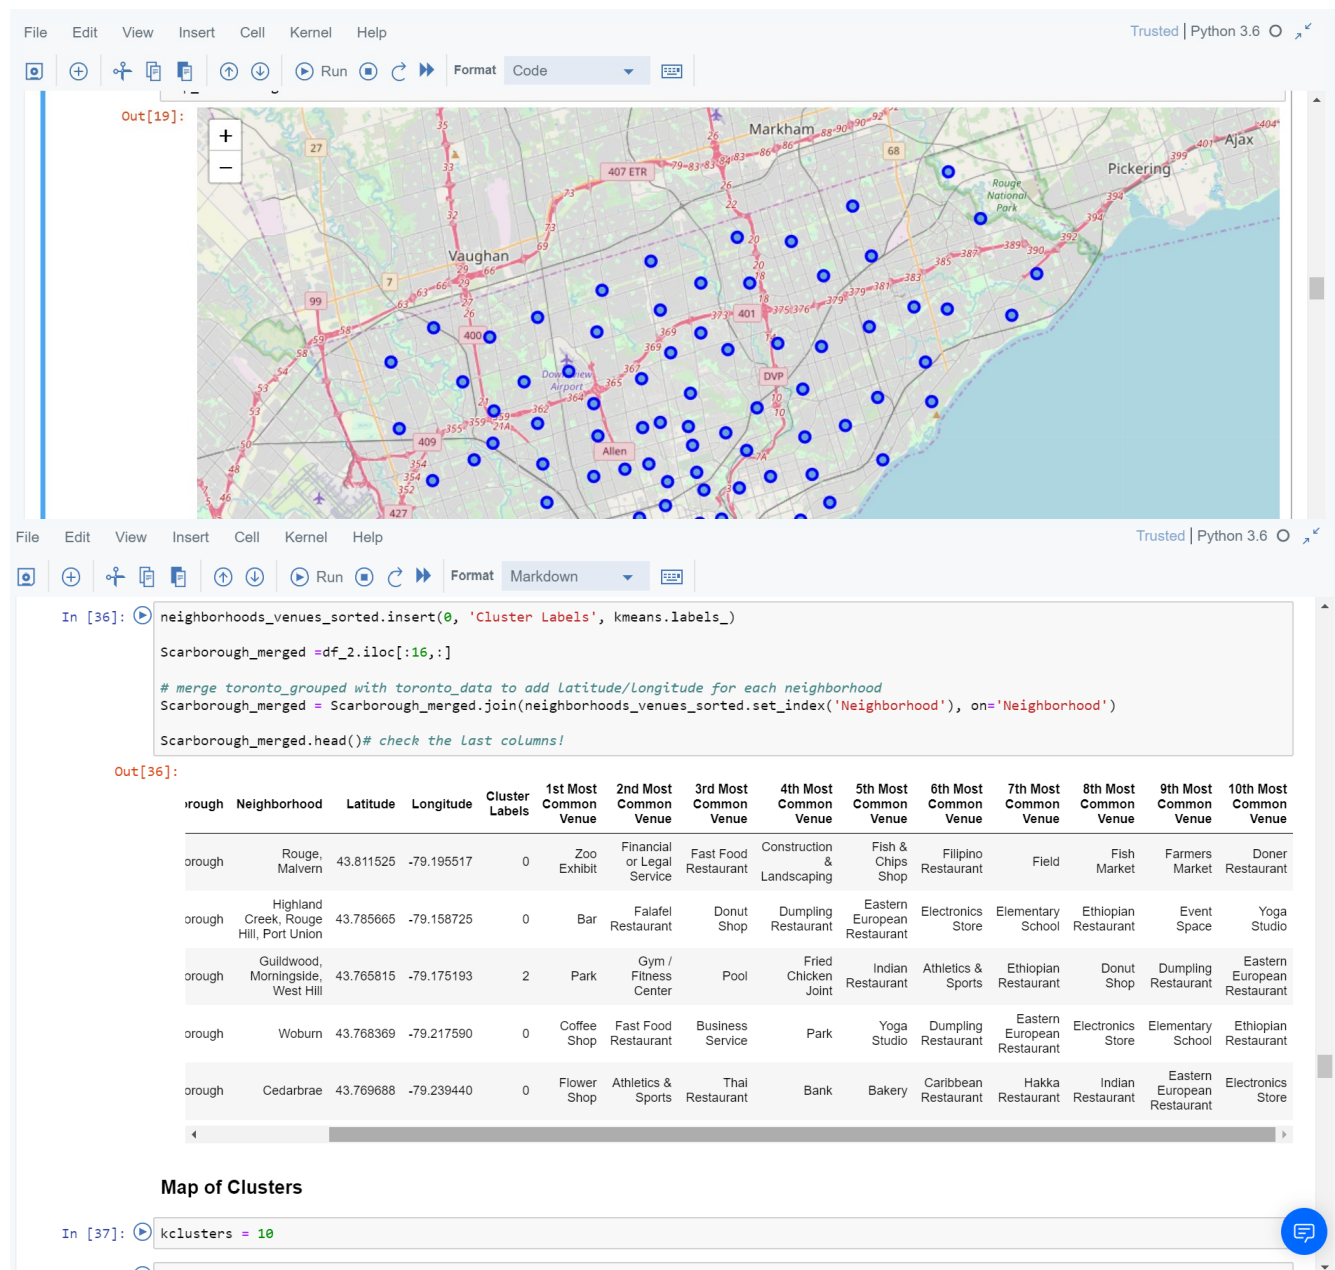 File Edit View Insert Cell Kernel Help
Trusted | Python 3.6
Run Format Code
Out[19]:
+
−
Markham
Ajax
Pickering
Rouge
National
Park
Vaughan
407 ETR
27
68
7
99
400
401
DVP
Downsview
Airport
409
Allen
427
File Edit View Insert Cell Kernel Help
Trusted | Python 3.6
Run Format Markdown
In [36]: neighborhoods_venues_sorted.insert(0, 'Cluster Labels', kmeans.labels_)
Scarborough_merged =df_2.iloc[:16,:]
# merge toronto_grouped with toronto_data to add latitude/longitude for each neighborhood
Scarborough_merged = Scarborough_merged.join(neighborhoods_venues_sorted.set_index('Neighborhood'), on='Neighborhood')
Scarborough_merged.head()# check the last columns!
Out[36]:
orough Neighborhood Latitude Longitude Cluster Labels 1st Most Common Venue 2nd Most Common Venue 3rd Most Common Venue 4th Most Common Venue 5th Most Common Venue 6th Most Common Venue 7th Most Common Venue 8th Most Common Venue 9th Most Common Venue 10th Most Common Venue
orough Rouge, Malvern 43.811525 -79.195517 0 Zoo Exhibit Financial or Legal Service Fast Food Restaurant Construction & Landscaping Fish & Chips Shop Filipino Restaurant Field Fish Market Farmers Market Doner Restaurant
orough Highland Creek, Rouge Hill, Port Union 43.785665 -79.158725 0 Bar Falafel Restaurant Donut Shop Dumpling Restaurant Eastern European Restaurant Electronics Store Elementary School Ethiopian Restaurant Event Space Yoga Studio
orough Guildwood, Morningside, West Hill 43.765815 -79.175193 2 Park Gym / Fitness Center Pool Fried Chicken Joint Indian Restaurant Athletics & Sports Ethiopian Restaurant Donut Shop Dumpling Restaurant Eastern European Restaurant
orough Woburn 43.768369 -79.217590 0 Coffee Shop Fast Food Restaurant Business Service Park Yoga Studio Dumpling Restaurant Eastern European Restaurant Electronics Store Elementary School Ethiopian Restaurant
orough Cedarbrae 43.769688 -79.239440 0 Flower Shop Athletics & Sports Thai Restaurant Bank Bakery Caribbean Restaurant Hakka Restaurant Indian Restaurant Eastern European Restaurant Electronics Store
Map of Clusters
In [37]: kclusters = 10